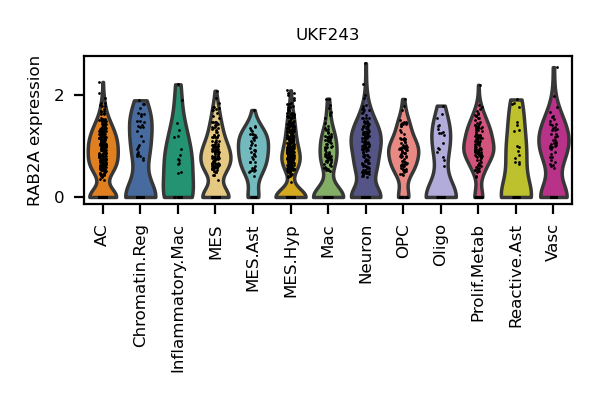 UKF243
RAB2A expression
2
0
AC
Chromatin.Reg
Inflammatory.Mac
MES
MES.Ast
MES.Hyp
Mac
Neuron
OPC
Oligo
Prolif.Metab
Reactive.Ast
Vasc